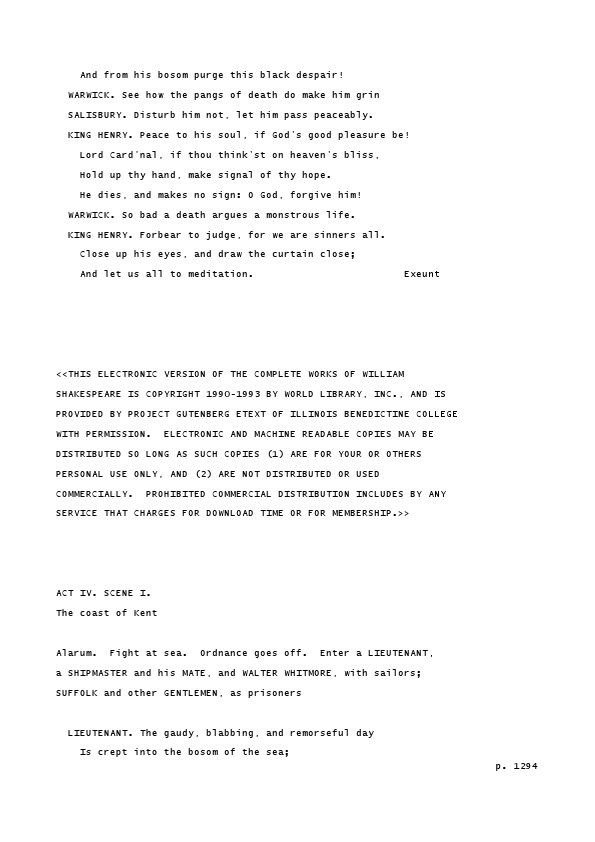 And from his bosom purge this black despair!
WARWICK. See how the pangs of death do make him grin
SALISBURY. Disturb him not, let him pass peaceably.
KING HENRY. Peace to his soul, if God's good pleasure be!
Lord Card'nal, if thou think'st on heaven's bliss,
Hold up thy hand, make signal of thy hope.
He dies, and makes no sign: O God, forgive him!
WARWICK. So bad a death argues a monstrous life.
KING HENRY. Forbear to judge, for we are sinners all.
Close up his eyes, and draw the curtain close;
And let us all to meditation. Exeunt
<<THIS ELECTRONIC VERSION OF THE COMPLETE WORKS OF WILLIAM
SHAKESPEARE IS COPYRIGHT 1990-1993 BY WORLD LIBRARY, INC., AND IS
PROVIDED BY PROJECT GUTENBERG ETEXT OF ILLINOIS BENEDICTINE COLLEGE
WITH PERMISSION. ELECTRONIC AND MACHINE READABLE COPIES MAY BE
DISTRIBUTED SO LONG AS SUCH COPIES (1) ARE FOR YOUR OR OTHERS
PERSONAL USE ONLY, AND (2) ARE NOT DISTRIBUTED OR USED
COMMERCIALLY. PROHIBITED COMMERCIAL DISTRIBUTION INCLUDES BY ANY
SERVICE THAT CHARGES FOR DOWNLOAD TIME OR FOR MEMBERSHIP.>>
ACT IV. SCENE I.
The coast of Kent
Alarum. Fight at sea. Ordnance goes off. Enter a LIEUTENANT,
a SHIPMASTER and his MATE, and WALTER WHITMORE, with sailors;
SUFFOLK and other GENTLEMEN, as prisoners
LIEUTENANT. The gaudy, blabbing, and remorseful day
Is crept into the bosom of the sea;
p. 1294